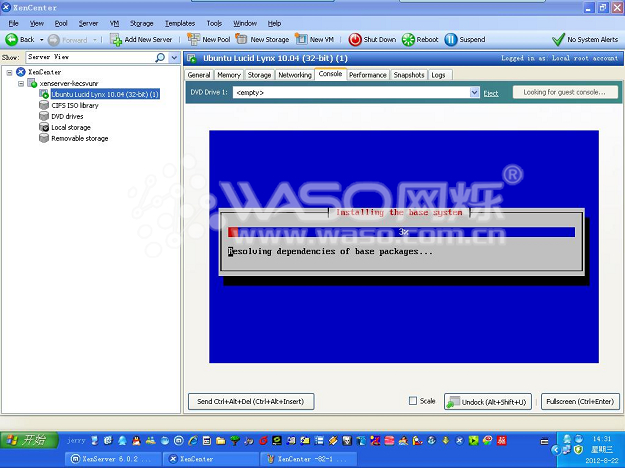 XenCenter
File View Pool Server VM Storage Templates Tools Window Help
Back Forward Add New Server New Pool New Storage New VM Shut Down Reboot Suspend No System Alerts
Show: Server View
XenCenter
xenserver-kecsvunr
Ubuntu Lucid Lynx 10.04 (32-bit) (1)
CIFS ISO library
DVD drives
Local storage
Removable storage
Ubuntu Lucid Lynx 10.04 (32-bit) (1) Logged in as: Local root account
General Memory Storage Networking Console Performance Snapshots Logs
DVD Drive 1: <empty> Eject Looking for guest console...
WASO网烁®
Installing the base system
3%
www.waso.com.cn
Resolving dependencies of base packages...
Send Ctrl+Alt+Del (Ctrl+Alt+Insert) Scale Undock (Alt+Shift+U) Fullscreen (Ctrl+Enter)
开始 jerry 14:31
星期三
XenServer 6.0.2 ... XenCenter XenCenter -82-1 ... 2012-8-22